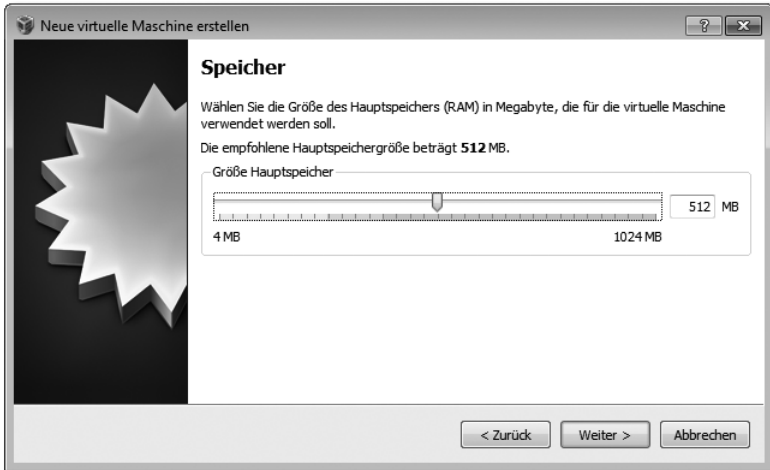 Neue virtuelle Maschine erstellen
?
Speicher
Wählen Sie die Größe des Hauptspeichers (RAM) in Megabyte, die für die virtuelle Maschine
verwendet werden soll.
Die empfohlene Hauptspeichergröße beträgt 512 MB.
Größe Hauptspeicher
512 MB
4 MB 1024 MB
< Zurück Weiter > Abbrechen